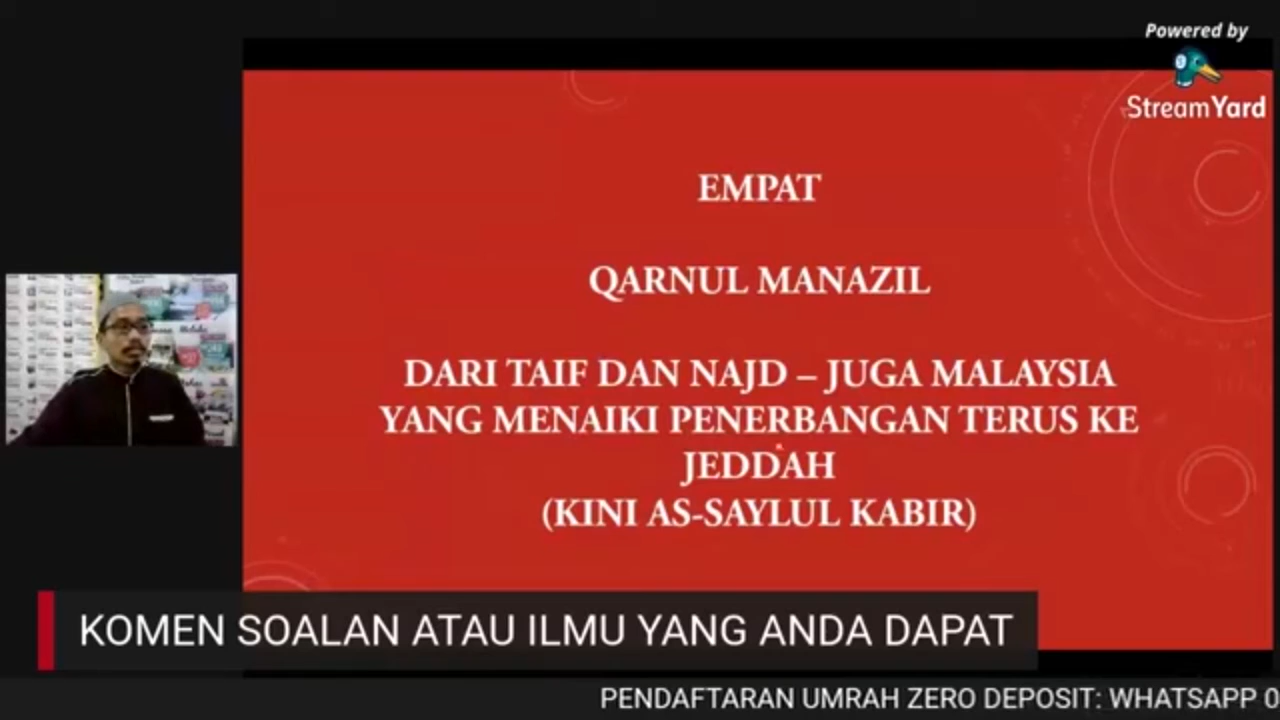 Powered by
StreamYard
EMPAT
QARNUL MANAZIL
DARI TAIF DAN NAJD – JUGA MALAYSIA
YANG MENAIKI PENERBANGAN TERUS KE
JEDDAH
(KINI AS-SAYLUL KABIR)
KOMEN SOALAN ATAU ILMU YANG ANDA DAPAT
PENDAFTARAN UMRAH ZERO DEPOSIT: WHATSAPP 0